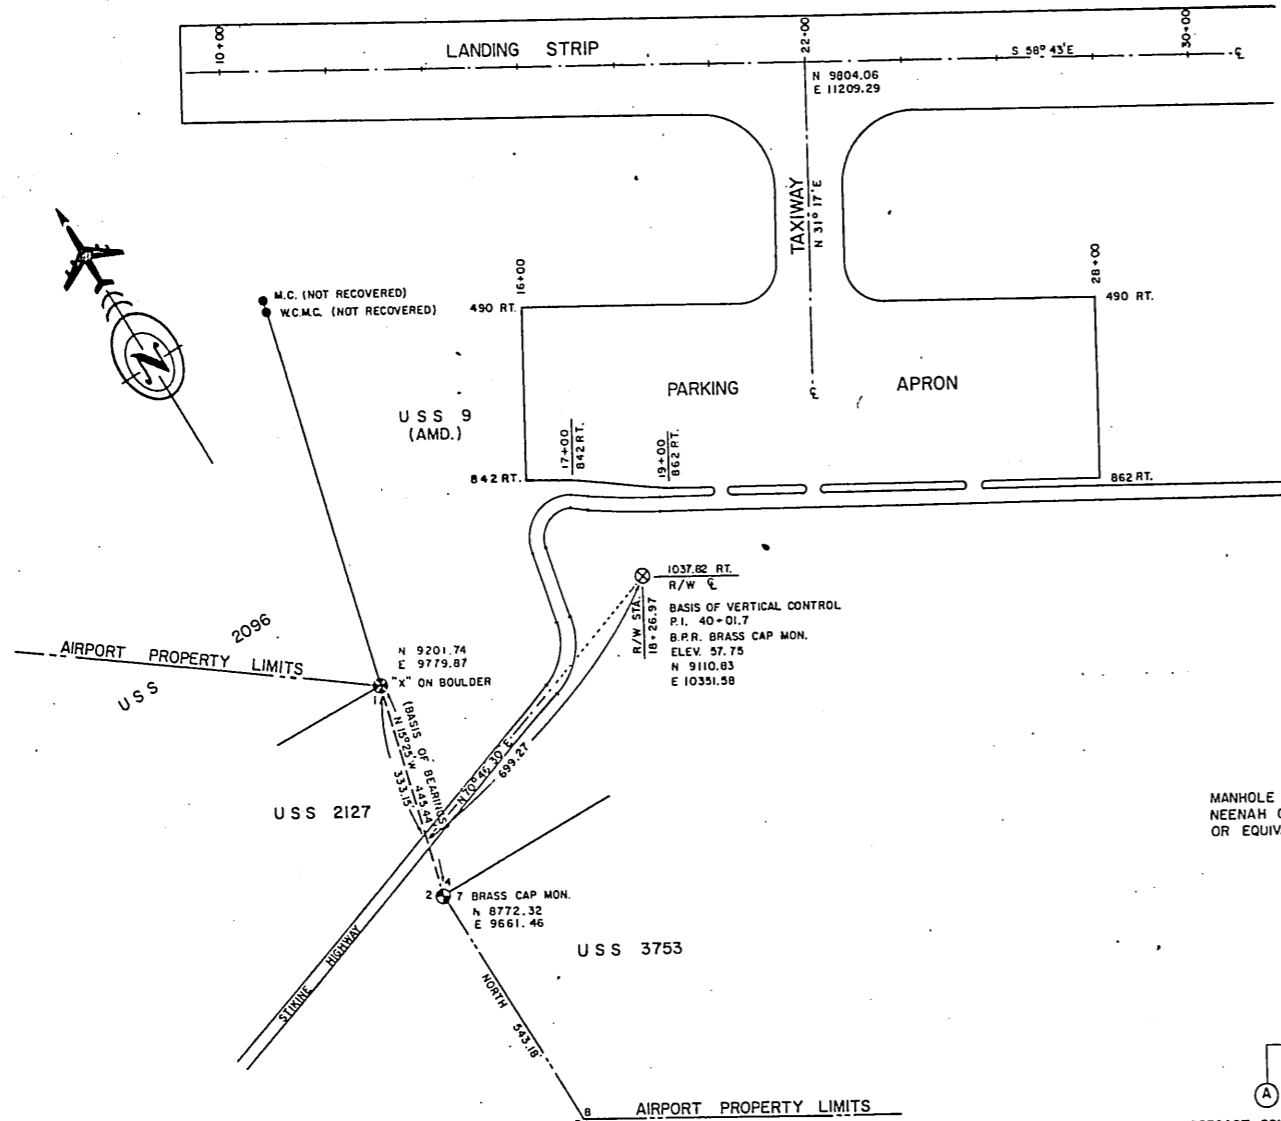 10+00
LANDING STRIP
22+00
S 58° 43'E
30+00
℄
N 9804.06
E 11209.29
TAXIWAY
N 31° 17'E
M.C. (NOT RECOVERED)
W.C.M.C. (NOT RECOVERED)
16+00
28+00
490 RT.
490 RT.
N
PARKING APRON
℄
U S S 9
(AMD.)
17+00
842 RT.
19+00
862 RT.
842 RT.
862 RT.
1037.82 RT.
R/W ℄
R/W STA.
18+26.97
BASIS OF VERTICAL CONTROL
P.I. 40+01.7
B.P.R. BRASS CAP MON.
ELEV. 57.75
N 9110.83
E 10351.58
2096
AIRPORT PROPERTY LIMITS
U S S
N 9201.74
E 9779.87
"X" ON BOULDER
1
(BASIS OF BEARINGS)
N 15°25'W 445.44
333.15'
N 70° 46' 30" E
699.27
U S S 2127
MANHOLE
NEENAH
OR EQUIV
4
2 7 BRASS CAP MON.
N 8772.32
E 9661.46
U S S 3753
STIKINE HIGHWAY
NORTH 543.18'
8 AIRPORT PROPERTY LIMITS
A